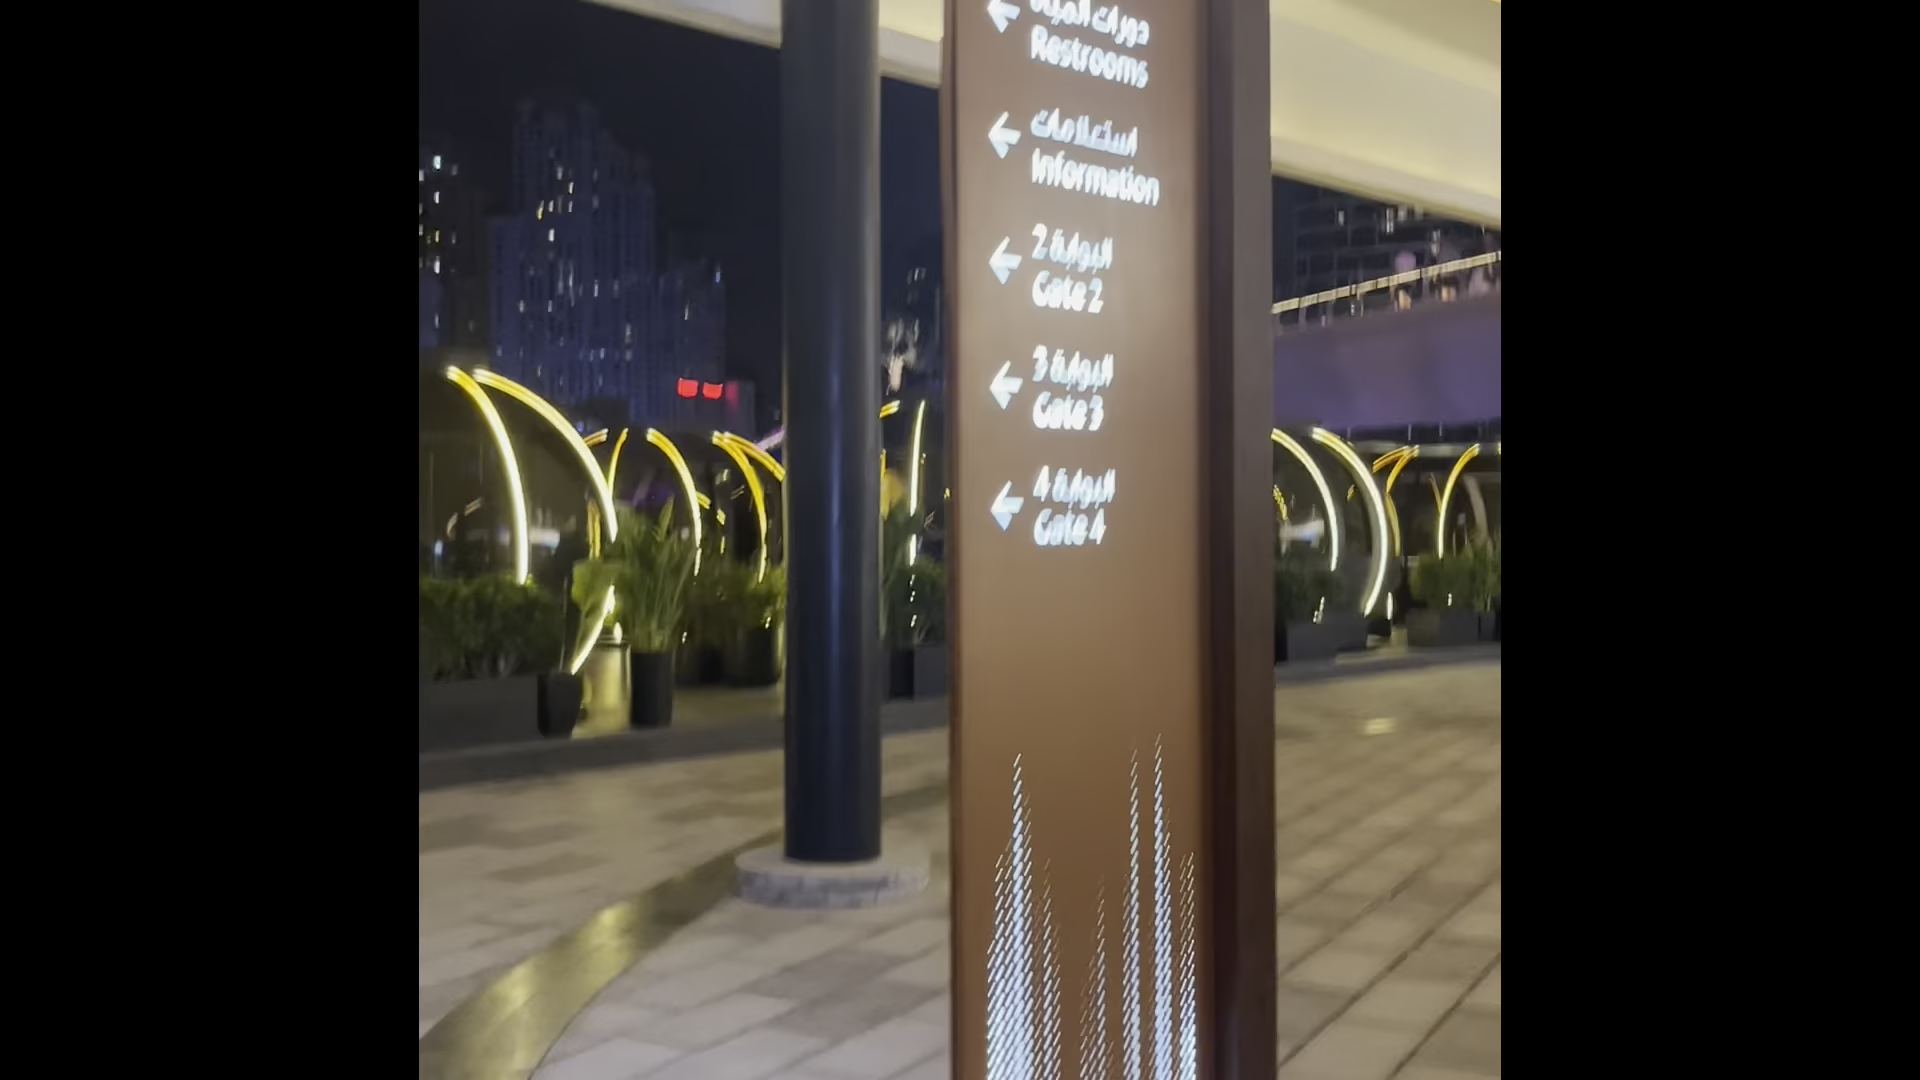 دورات المياه
Restrooms
استعلامات
Information
البوابة 2
Gate 2
البوابة 3
Gate 3
البوابة 4
Gate 4